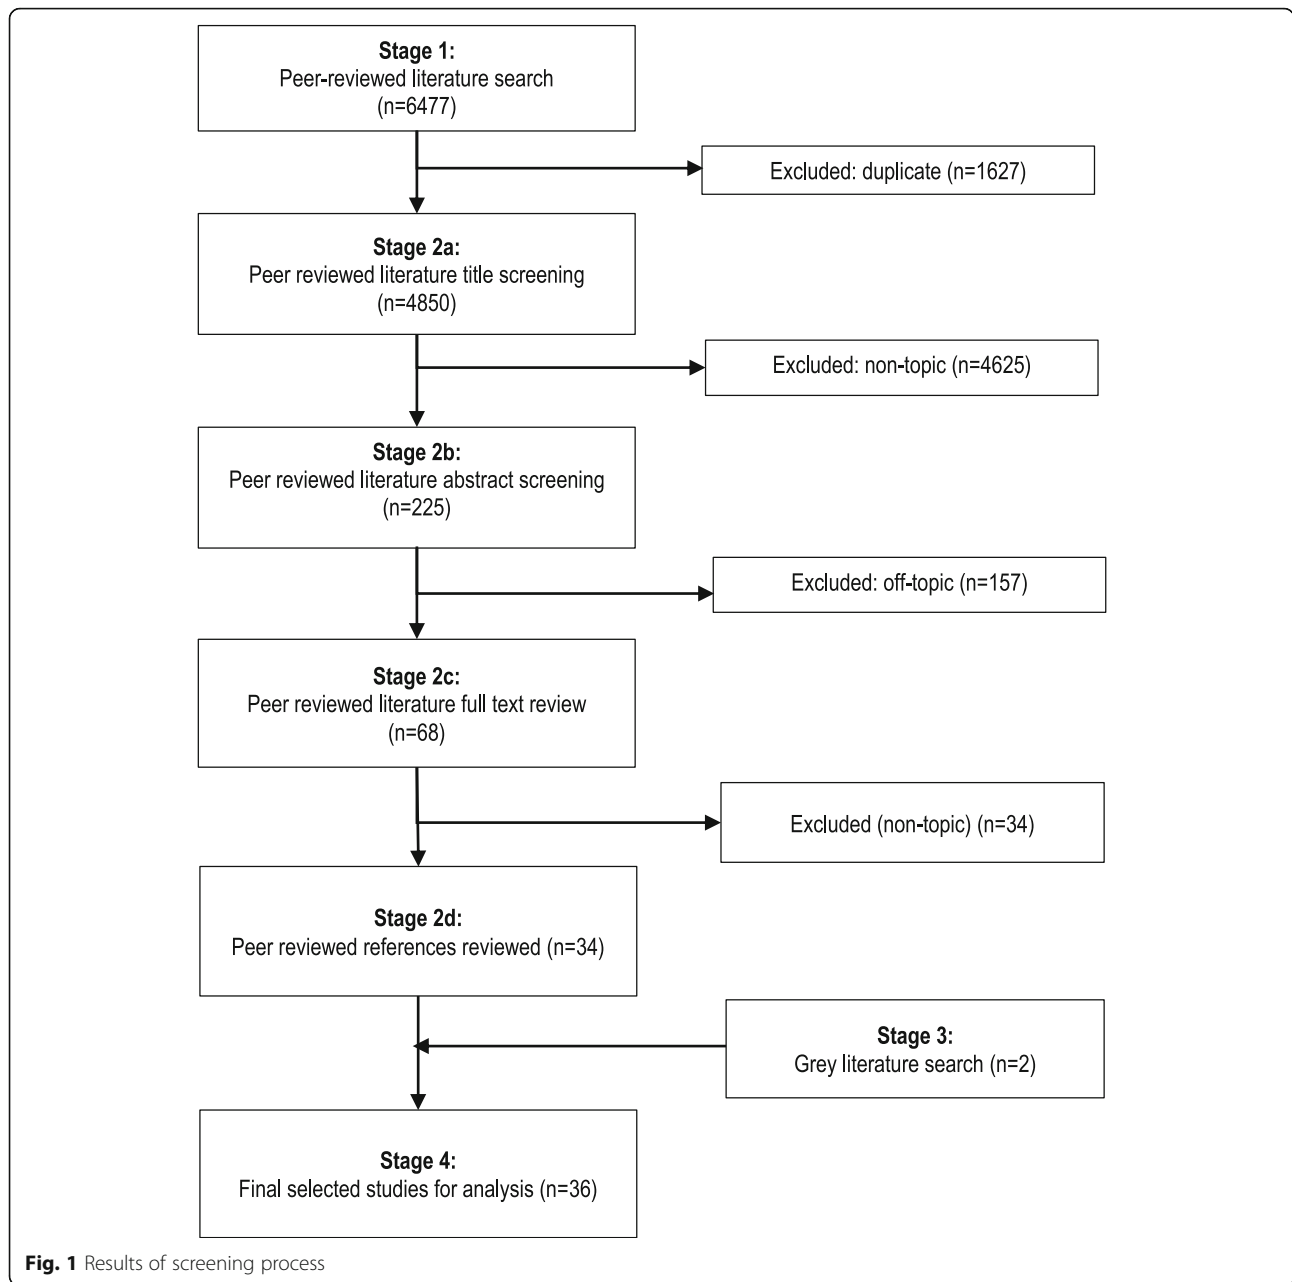 Stage 1:
Peer-reviewed literature search
(n=6477)
Excluded: duplicate (n=1627)
Stage 2a:
Peer reviewed literature title screening
(n=4850)
Excluded: non-topic (n=4625)
Stage 2b:
Peer reviewed literature abstract screening
(n=225)
Excluded: off-topic (n=157)
Stage 2c:
Peer reviewed literature full text review
(n=68)
Excluded (non-topic) (n=34)
Stage 2d:
Peer reviewed references reviewed (n=34)
Stage 3:
Grey literature search (n=2)
Stage 4:
Final selected studies for analysis (n=36)
Fig. 1 Results of screening process